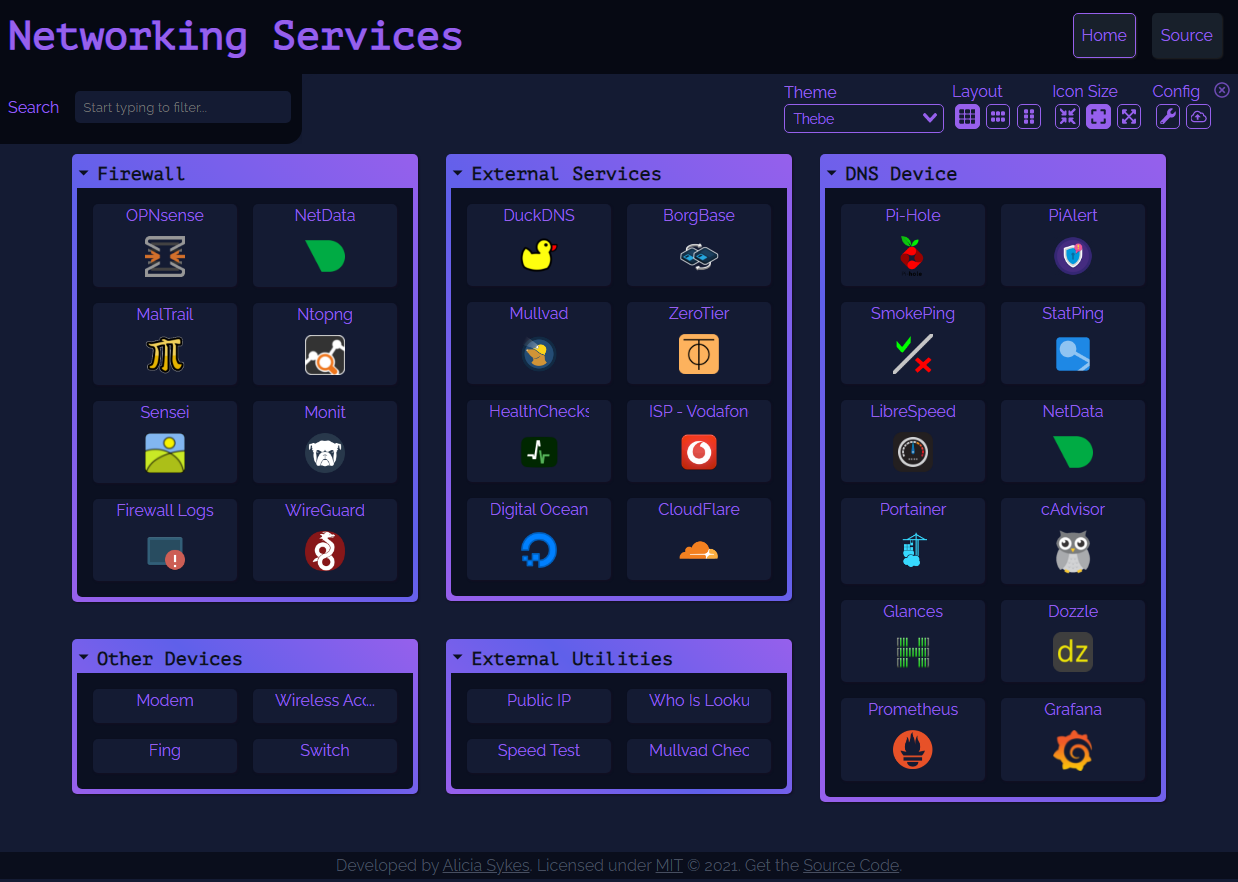 Networking Services
Home
Source
Search
Start typing to filter...
Theme
Thebe
Layout
Icon Size
Config
Firewall
OPNsense
NetData
MalTrail
Ntopng
Sensei
Monit
Firewall Logs
WireGuard
External Services
DuckDNS
BorgBase
Mullvad
ZeroTier
HealthChecks
ISP - Vodafon
Digital Ocean
CloudFlare
DNS Device
Pi-Hole
PiAlert
SmokePing
StatPing
LibreSpeed
NetData
Portainer
cAdvisor
Glances
Dozzle
dz
Prometheus
Grafana
Other Devices
Modem
Wireless Acc...
Fing
Switch
External Utilities
Public IP
Who Is Looku
Speed Test
Mullvad Chec
Developed by Alicia Sykes. Licensed under MIT © 2021. Get the Source Code.